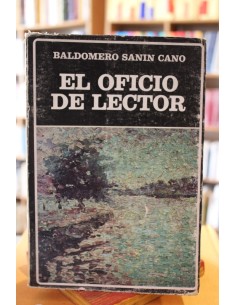 BALDOMERO SANIN CANO
EL OFICIO
DE LECTOR